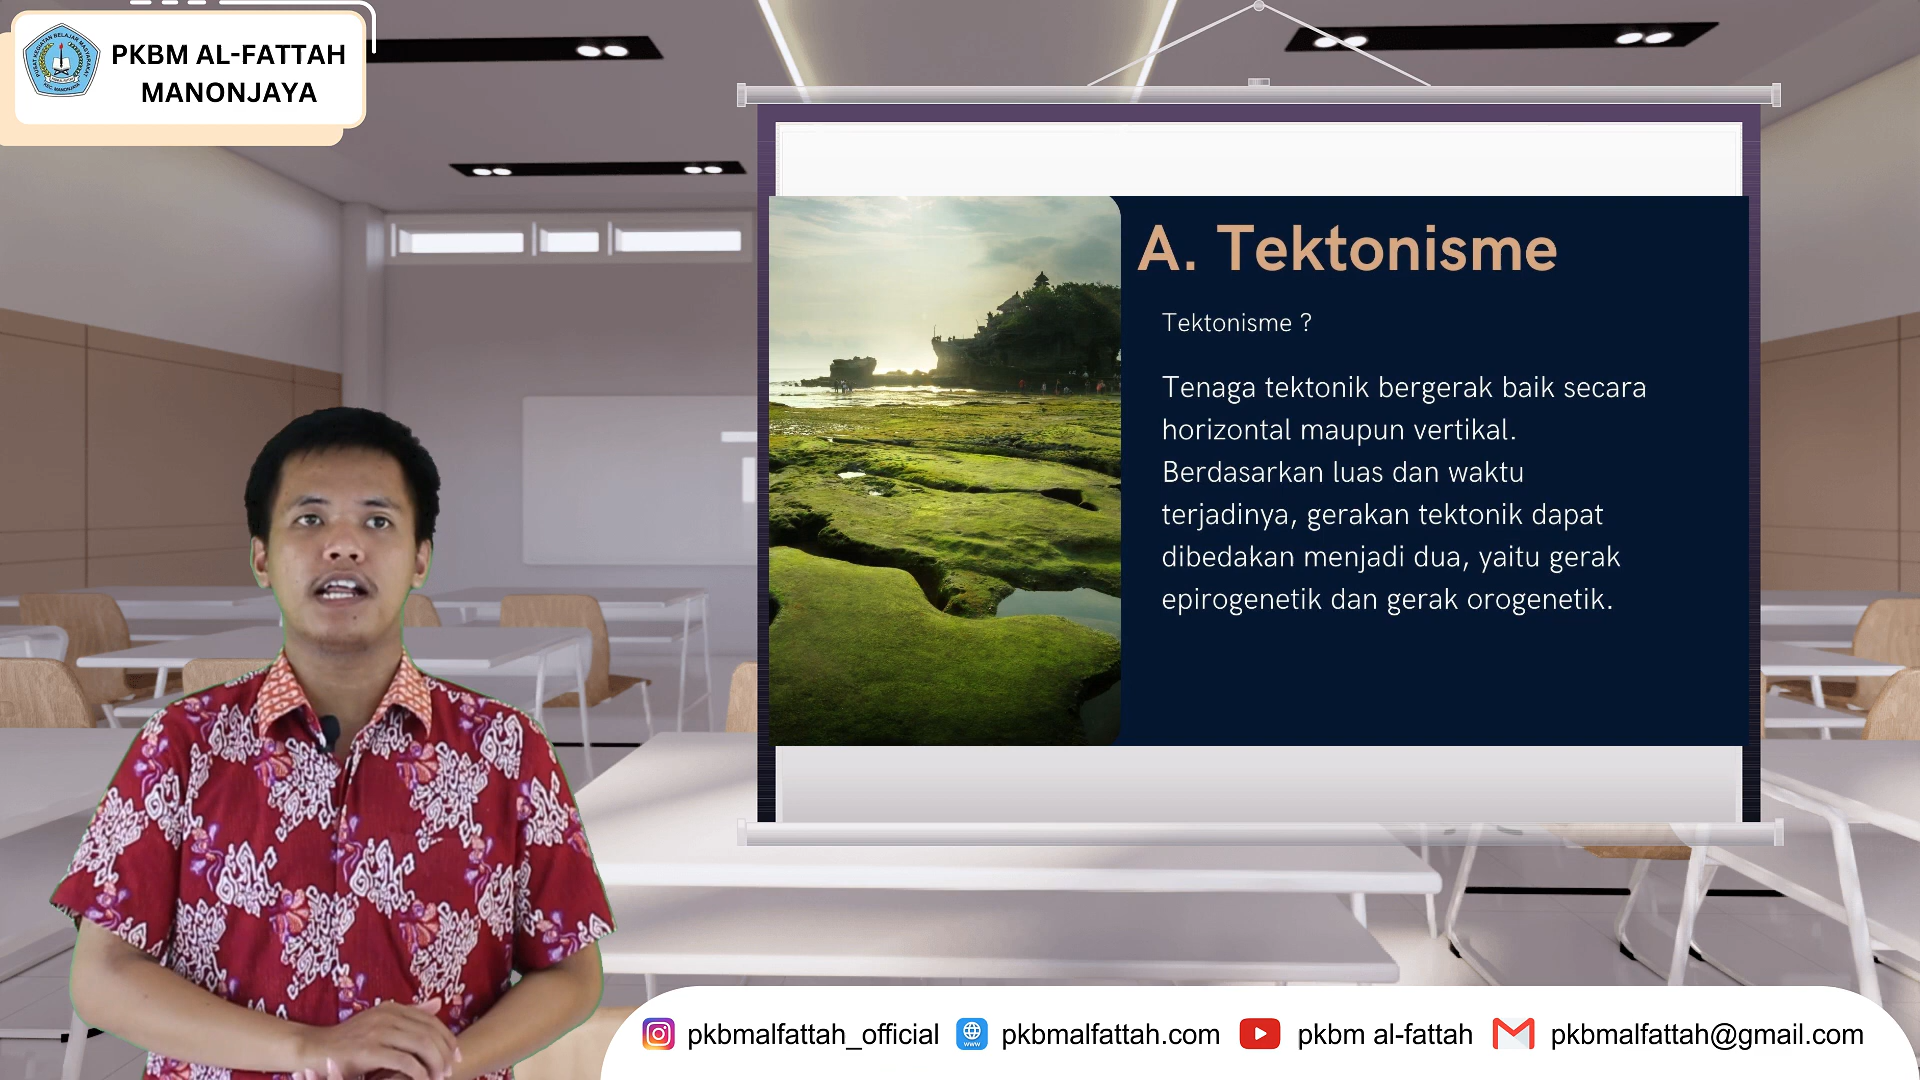 PKBM AL-FATTAH
MANONJAYA
A. Tektonisme
Tektonisme ?
Tenaga tektonik bergerak baik secara
horizontal maupun vertikal.
Berdasarkan luas dan waktu
terjadinya, gerakan tektonik dapat
dibedakan menjadi dua, yaitu gerak
epirogenetik dan gerak orogenetik.
pkbmalfattah_official
pkbmalfattah.com
pkbm al-fattah
pkbmalfattah@gmail.com